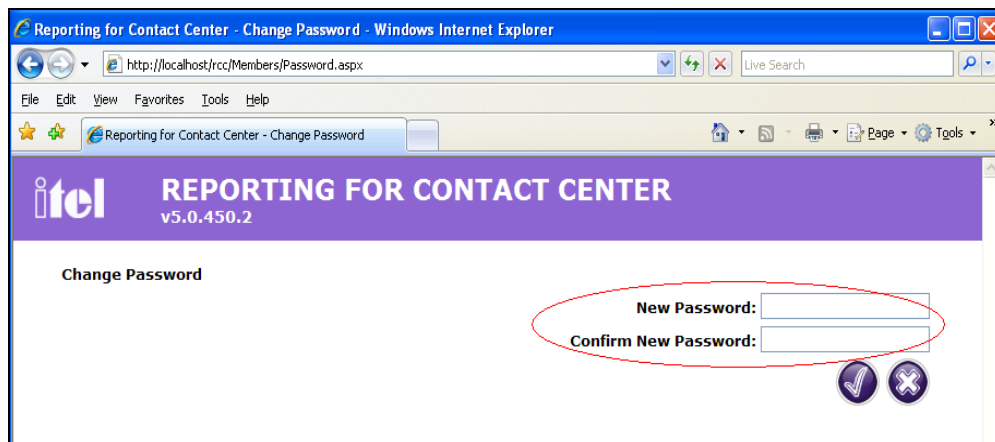 Reporting for Contact Center - Change Password - Windows Internet Explorer
http://localhost/rcc/Members/Password.aspx
Live Search
File Edit View Favorites Tools Help
Reporting for Contact Center - Change Password
Page Tools »
itel
REPORTING FOR CONTACT CENTER
v5.0.450.2
Change Password
New Password:
Confirm New Password: